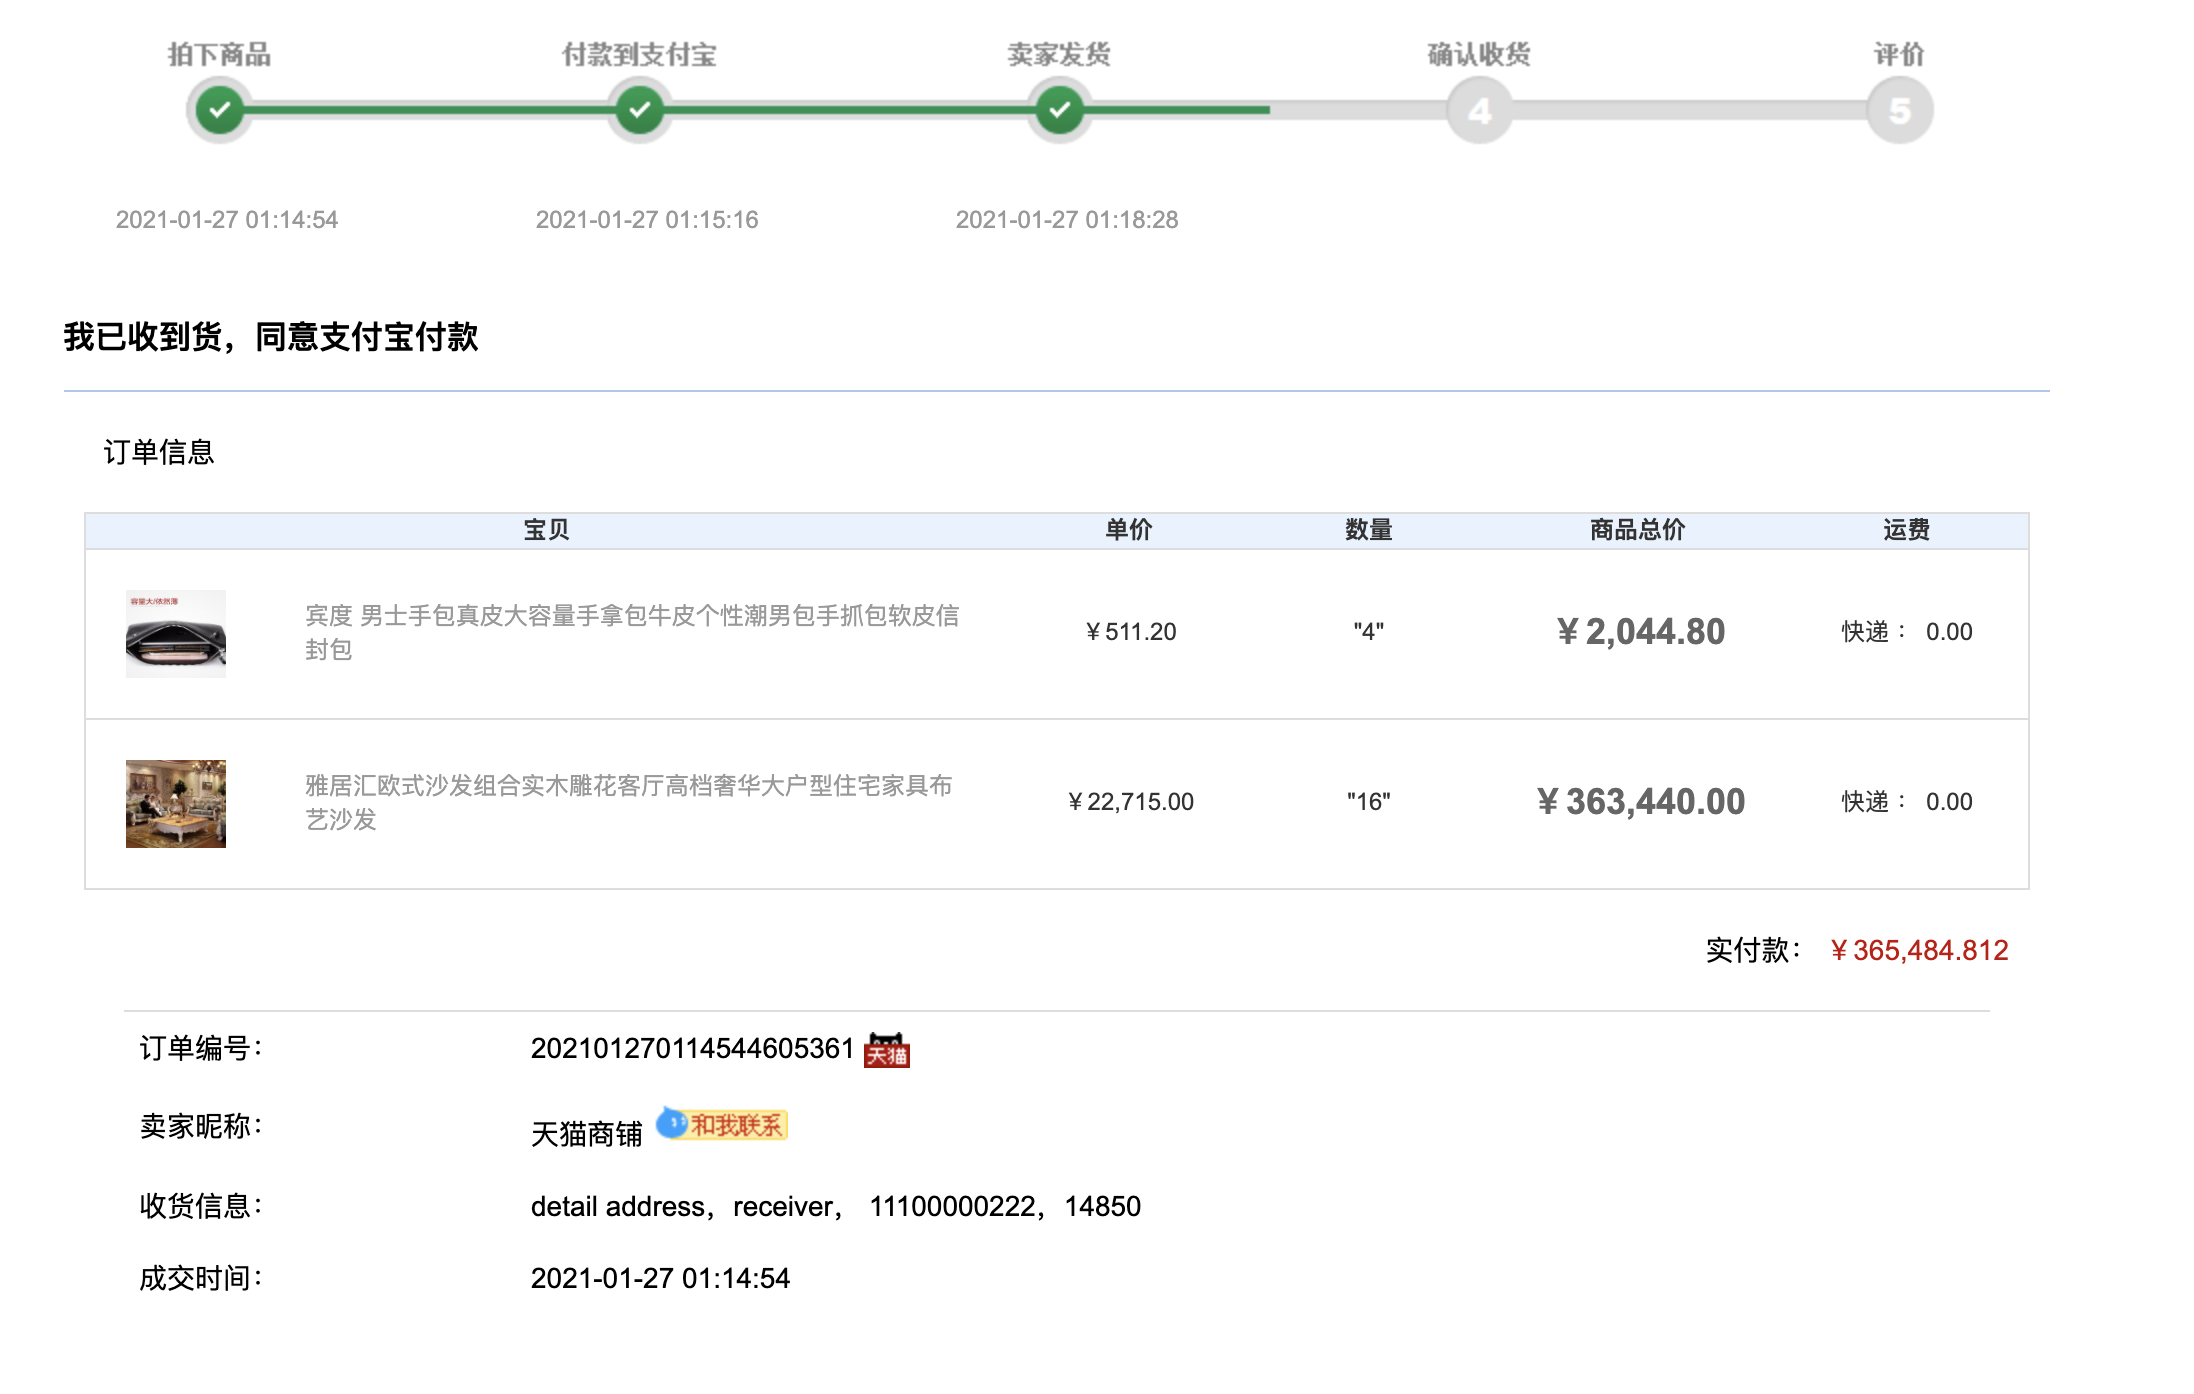 拍下商品 付款到支付宝 卖家发货 确认收货 评价
4 5
2021-01-27 01:14:54 2021-01-27 01:15:16 2021-01-27 01:18:28
我已收到货，同意支付宝付款
订单信息
宝贝 单价 数量 商品总价 运费
容量大/依然薄
宾度 男士手包真皮大容量手拿包牛皮个性潮男包手抓包软皮信
封包
¥511.20 "4" ¥2,044.80 快递： 0.00
雅居汇欧式沙发组合实木雕花客厅高档奢华大户型住宅家具布
艺沙发
¥22,715.00 "16" ¥363,440.00 快递： 0.00
实付款： ¥365,484.812
订单编号： 202101270114544605361 天猫
卖家昵称： 天猫商铺 和我联系
收货信息： detail address，receiver， 11100000222，14850
成交时间： 2021-01-27 01:14:54